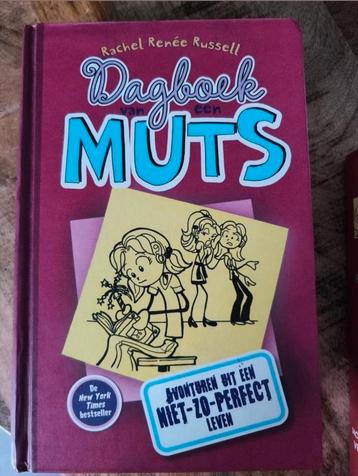 Rachel Renée Russell
Dagboek
van een
MUTS
De
New York
Times
bestseller
AVONTUREN UIT EEN
NIET-ZO-PERFECT
LEVEN